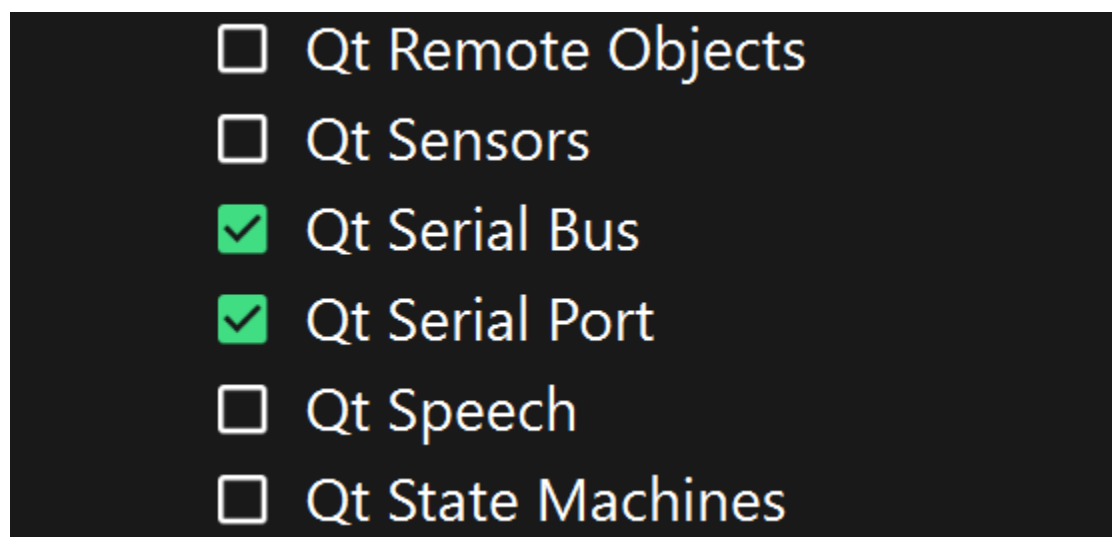 Qt Remote Objects
Qt Sensors
Qt Serial Bus
Qt Serial Port
Qt Speech
Qt State Machines